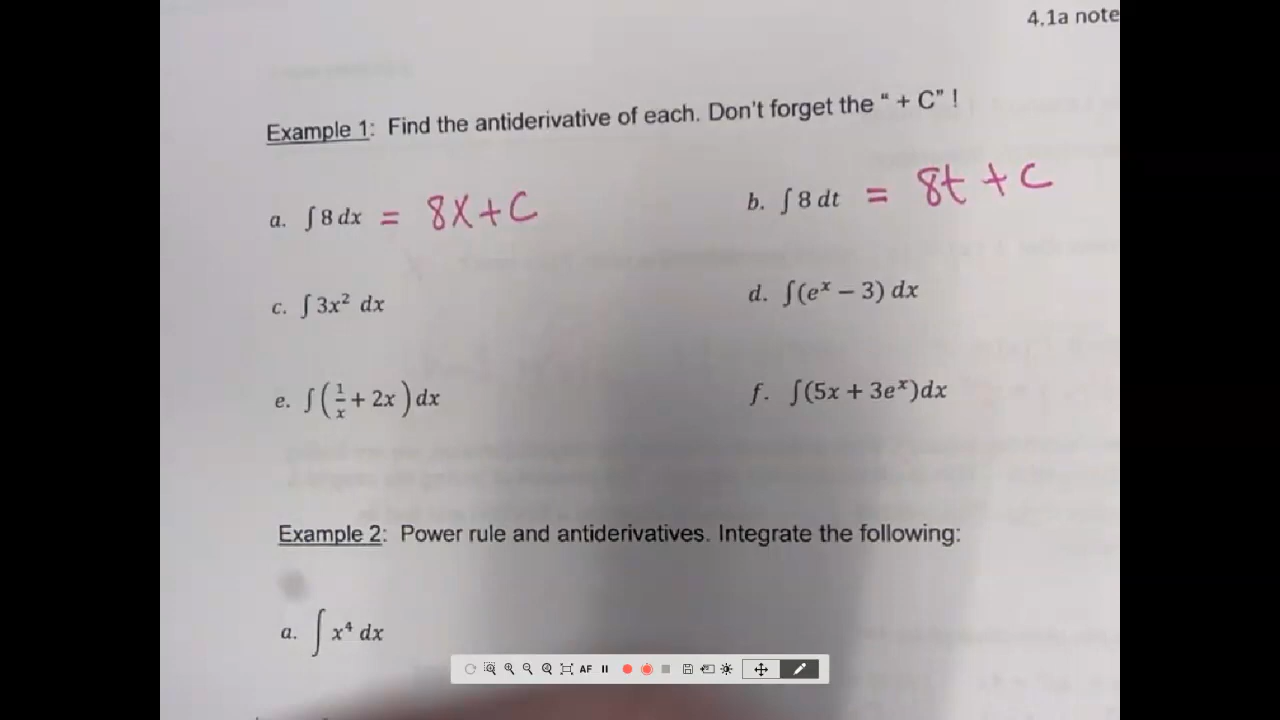 4.1a note
Example 1: Find the antiderivative of each. Don't forget the " + C" !
a. ∫ 8 dx = 8x + C
b. ∫ 8 dt = 8t + C
c. ∫ 3x² dx
d. ∫(eˣ − 3) dx
e. ∫(1/x + 2x) dx
f. ∫(5x + 3eˣ)dx
Example 2: Power rule and antiderivatives. Integrate the following:
a. ∫ x⁴ dx
AF